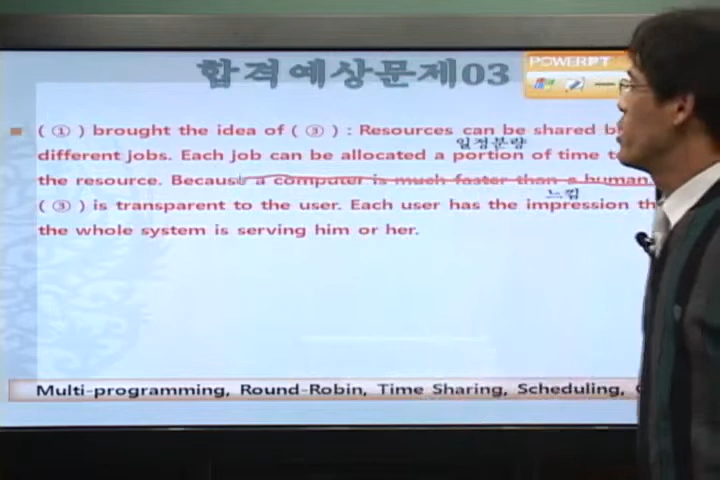 합격예상문제03
POWERPT
( ① ) brought the idea of ( ③ ) : Resources can be shared
일정분량
different jobs. Each job can be allocated a portion of time
the resource. Because a computer is much faster than a human
느낌
( ③ ) is transparent to the user. Each user has the impression
the whole system is serving him or her.
Multi-programming, Round-Robin, Time Sharing, Scheduling,